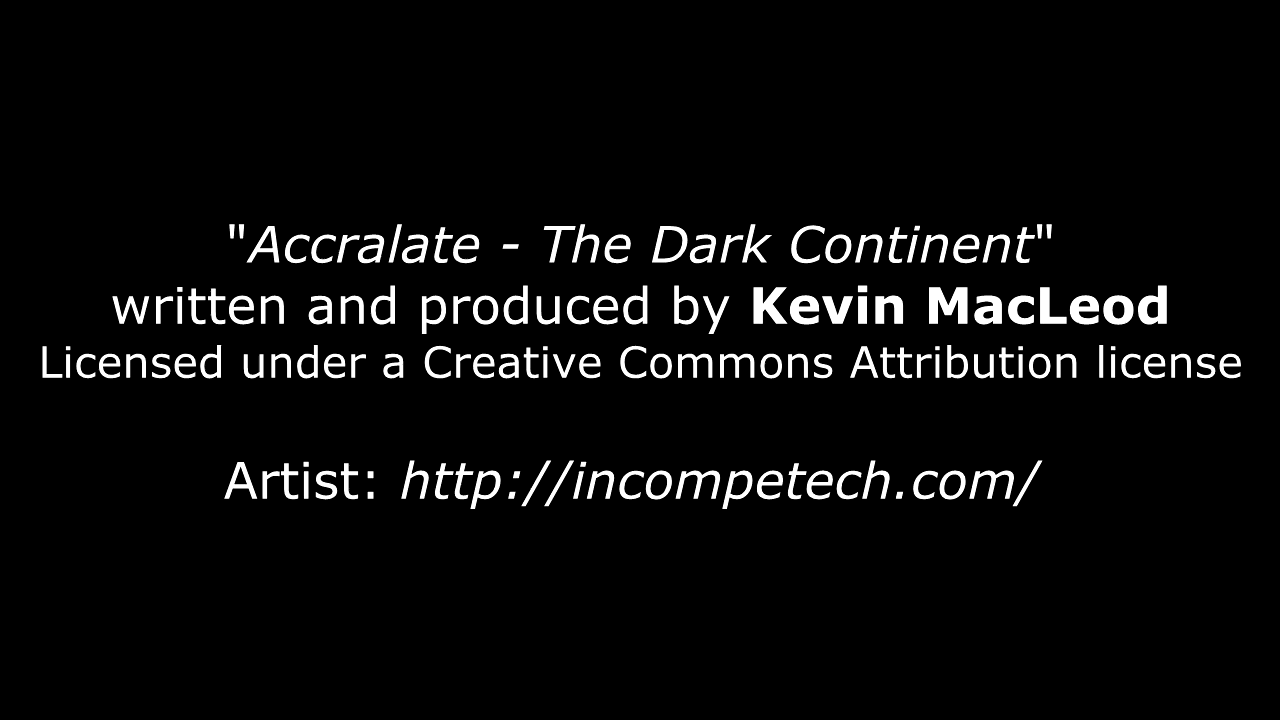 "Accralate - The Dark Continent"
written and produced by Kevin MacLeod
Licensed under a Creative Commons Attribution license
Artist: http://incompetech.com/